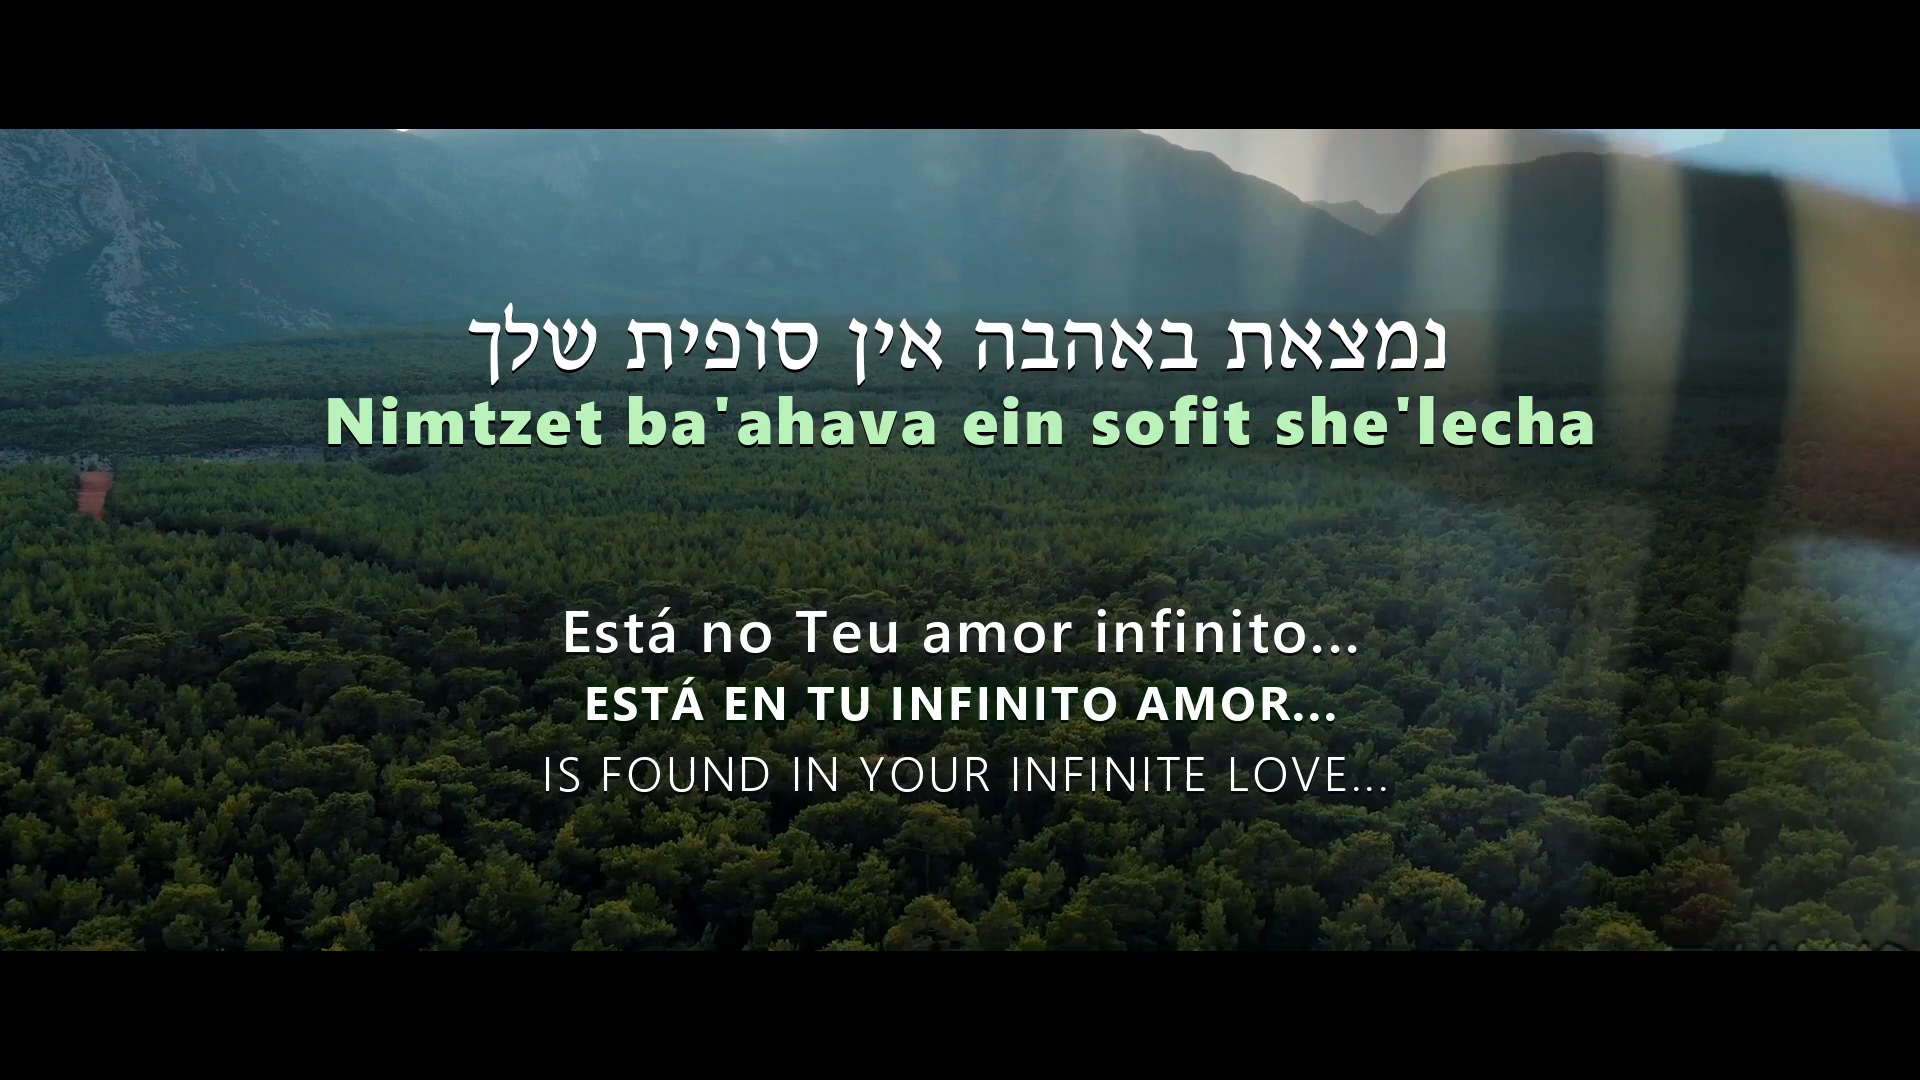 נמצאת באהבה אין סופית שלך
Nimtzet ba'ahava ein sofit she'lecha
Está no Teu amor infinito...
ESTÁ EN TU INFINITO AMOR...
IS FOUND IN YOUR INFINITE LOVE...